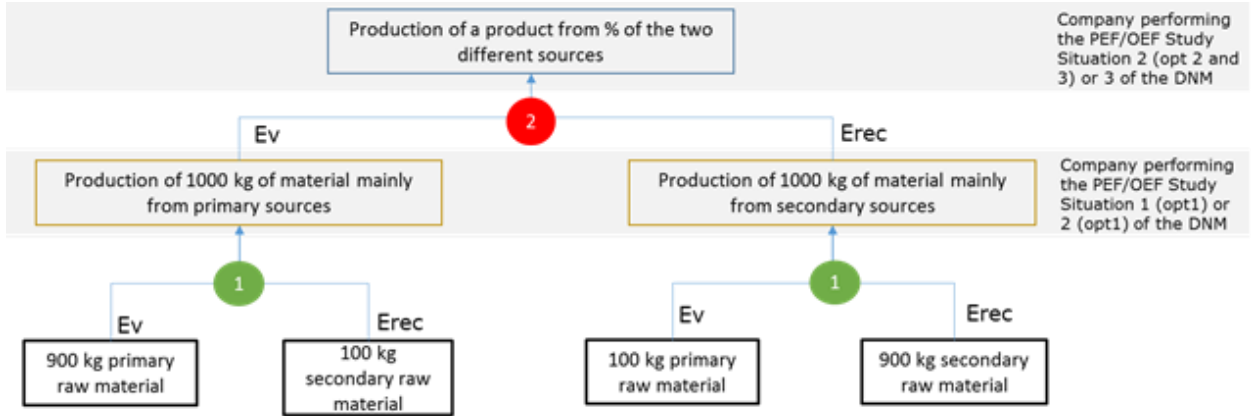 Production of a product from % of the two
different sources
Company performing
the PEF/OEF Study
Situation 2 (opt 2 and
3) or 3 of the DNM
2
Ev
Erec
Production of 1000 kg of material mainly
from primary sources
Production of 1000 kg of material mainly
from secondary sources
Company performing
the PEF/OEF Study
Situation 1 (opt1) or
2 (opt1) of the DNM
1
1
Ev
Erec
Ev
Erec
900 kg primary
raw material
100 kg
secondary raw
material
100 kg primary
raw material
900 kg secondary
raw material